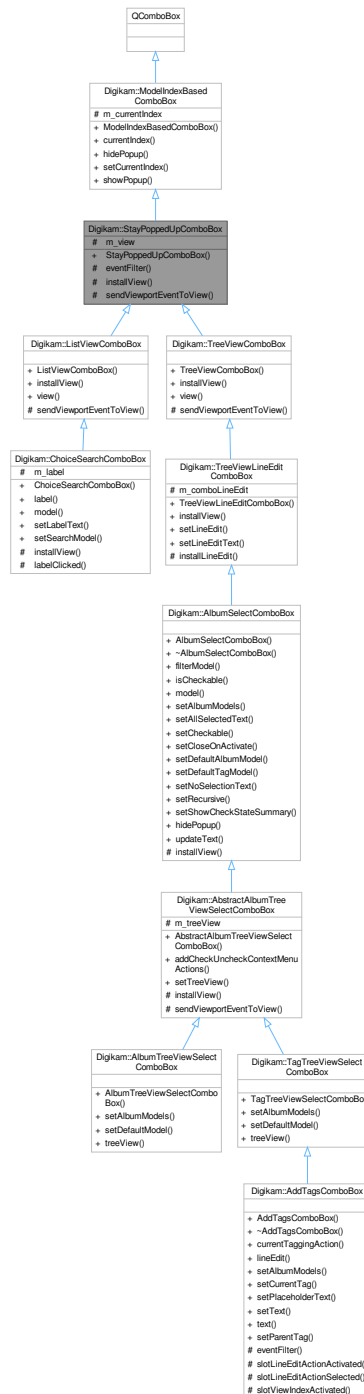 QComboBox
Digikam::ModelIndexBased
ComboBox
# m_currentIndex
+ ModelIndexBasedComboBox()
+ currentIndex()
+ hidePopup()
+ setCurrentIndex()
+ showPopup()
Digikam::StayPoppedUpComboBox
# m_view
+ StayPoppedUpComboBox()
# eventFilter()
# installView()
# sendViewportEventToView()
Digikam::ListViewComboBox
+ ListViewComboBox()
+ installView()
+ view()
# sendViewportEventToView()
Digikam::TreeViewComboBox
+ TreeViewComboBox()
+ installView()
+ view()
# sendViewportEventToView()
Digikam::ChoiceSearchComboBox
# m_label
+ ChoiceSearchComboBox()
+ label()
+ model()
+ setLabelText()
+ setSearchModel()
# installView()
# labelClicked()
Digikam::TreeViewLineEdit
ComboBox
# m_comboLineEdit
+ TreeViewLineEditComboBox()
+ installView()
+ setLineEdit()
+ setLineEditText()
# installLineEdit()
Digikam::AlbumSelectComboBox
+ AlbumSelectComboBox()
+ ~AlbumSelectComboBox()
+ filterModel()
+ isCheckable()
+ model()
+ setAlbumModels()
+ setAllSelectedText()
+ setCheckable()
+ setCloseOnActivate()
+ setDefaultAlbumModel()
+ setDefaultTagModel()
+ setNoSelectionText()
+ setRecursive()
+ setShowCheckStateSummary()
+ hidePopup()
+ updateText()
# installView()
Digikam::AbstractAlbumTree
ViewSelectComboBox
# m_treeView
+ AbstractAlbumTreeViewSelect
ComboBox()
+ addCheckUncheckContextMenu
Actions()
+ setTreeView()
# installView()
# sendViewportEventToView()
Digikam::AlbumTreeViewSelect
ComboBox
+ AlbumTreeViewSelectCombo
Box()
+ setAlbumModels()
+ setDefaultModel()
+ treeView()
Digikam::TagTreeViewSelect
ComboBox
+ TagTreeViewSelectComboBo
+ setAlbumModels()
+ setDefaultModel()
+ treeView()
Digikam::AddTagsComboBox
+ AddTagsComboBox()
+ ~AddTagsComboBox()
+ currentTaggingAction()
+ lineEdit()
+ setAlbumModels()
+ setCurrentTag()
+ setPlaceholderText()
+ setText()
+ text()
+ setParentTag()
# eventFilter()
# slotLineEditActionActivated()
# slotLineEditActionSelected()
# slotViewIndexActivated()